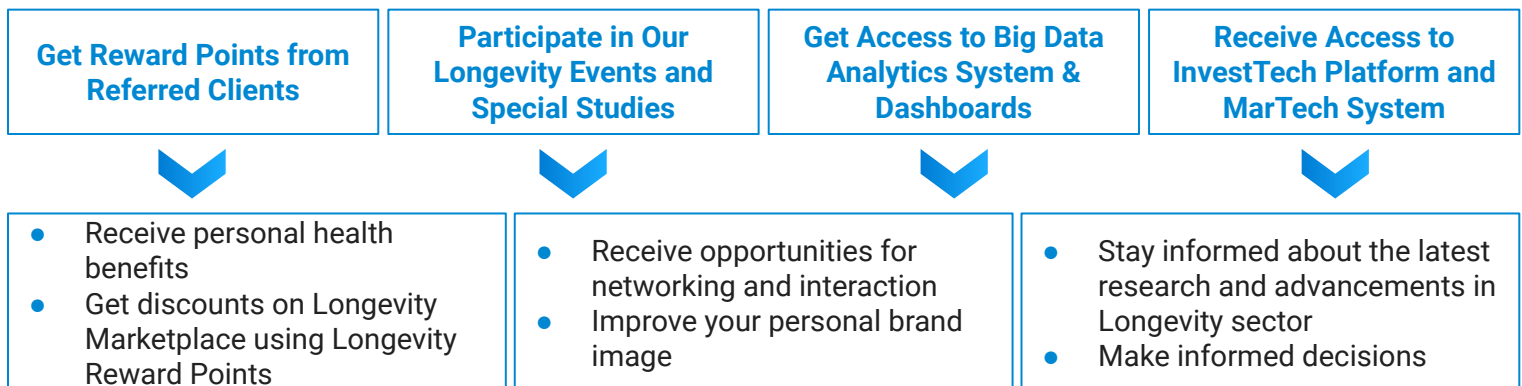 Get Reward Points from
Referred Clients
Participate in Our
Longevity Events and
Special Studies
Get Access to Big Data
Analytics System &
Dashboards
Receive Access to
InvestTech Platform and
MarTech System
● Receive personal health
benefits
● Get discounts on Longevity
Marketplace using Longevity
Reward Points
● Receive opportunities for
networking and interaction
● Improve your personal brand
image
● Stay informed about the latest
research and advancements in
Longevity sector
● Make informed decisions